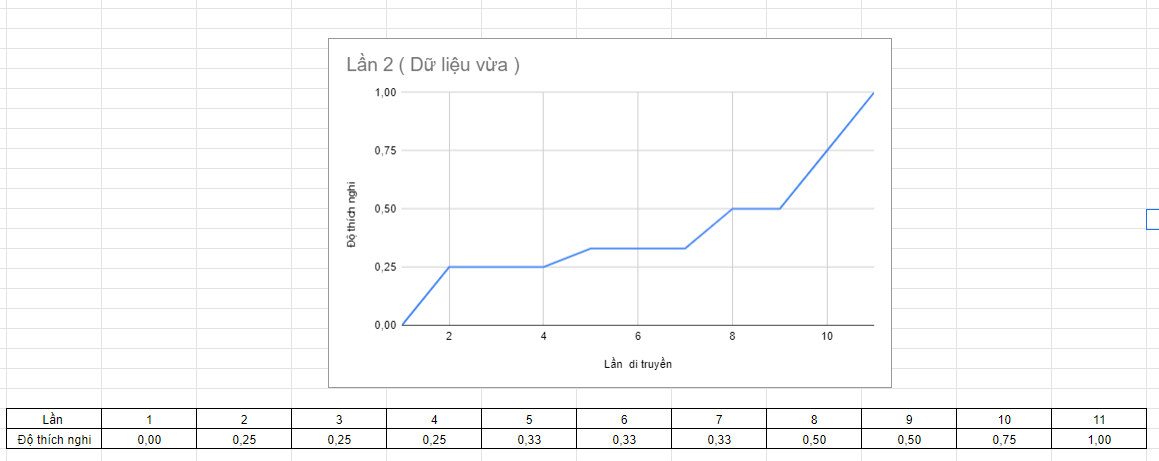 Lần 2 ( Dữ liệu vừa )
1,00
0,75
0,50
0,25
0,00
Độ thích nghi
2 4 6 8 10
Lần di truyền
Lần 1 2 3 4 5 6 7 8 9 10 11
Độ thích nghi 0,00 0,25 0,25 0,25 0,33 0,33 0,33 0,50 0,50 0,75 1,00